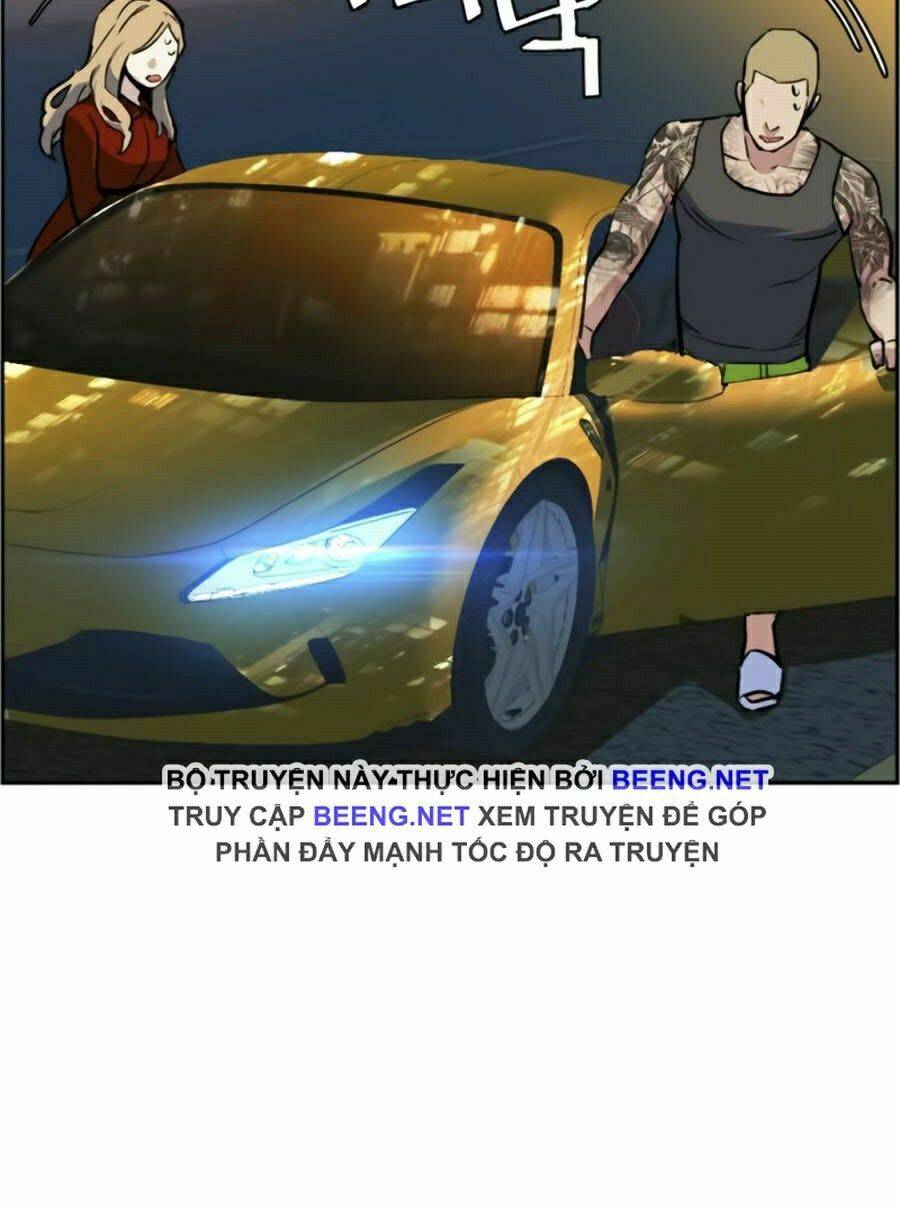 BỘ TRUYỆN NÀY THỰC HIỆN BỞI BEENG.NET
TRUY CẬP BEENG.NET XEM TRUYỆN ĐỂ GÓP
PHẦN ĐẨY MẠNH TỐC ĐỘ RA TRUYỆN